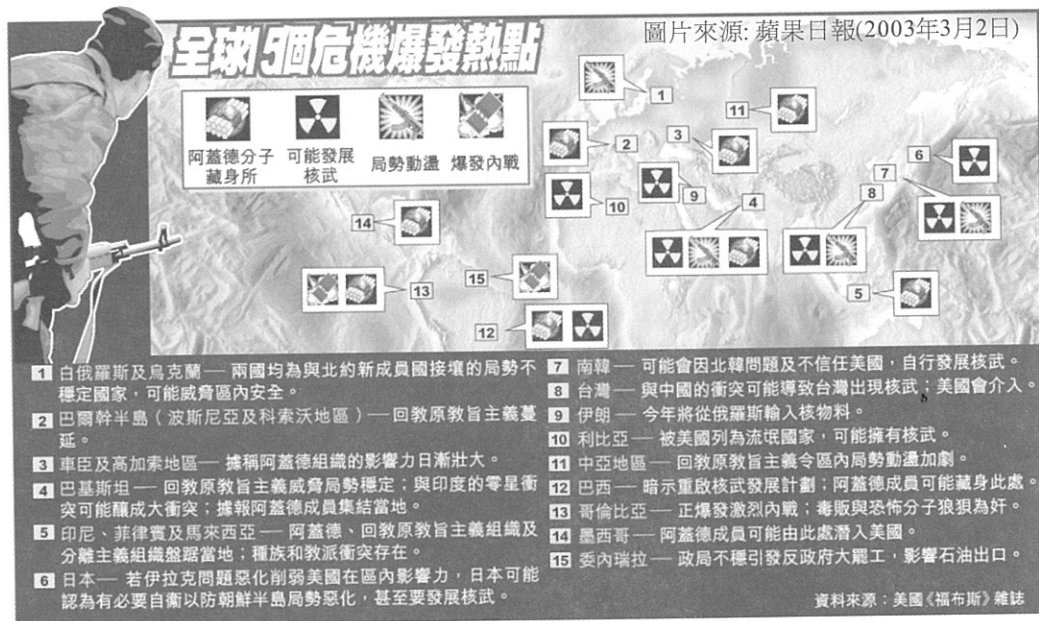 圖片來源: 蘋果日報(2003年3月2日)
全球15個危機爆發熱點
阿蓋德分子
藏身所
可能發展
核武
局勢動盪
爆發內戰
1
2
3
4
5
6
7
8
9
10
11
12
13
14
15
1 白俄羅斯及烏克蘭— 兩國均為與北約新成員國接壤的局勢不
穩定國家，可能威脅區內安全。
2 巴爾幹半島（波斯尼亞及科索沃地區）— 回教原教旨主義蔓
延。
3 車臣及高加索地區— 據稱阿蓋德組織的影響力日漸壯大。
4 巴基斯坦— 回教原教旨主義威脅局勢穩定；與印度的零星衝
突可能釀成大衝突；據報阿蓋德成員集結當地。
5 印尼、菲律賓及馬來西亞— 阿蓋德、回教原教旨主義組織及
分離主義組織盤踞當地；種族和教派衝突存在。
6 日本— 若伊拉克問題惡化削弱美國在區內影響力，日本可能
認為有必要自衞以防朝鮮半島局勢惡化，甚至要發展核武。
7 南韓— 可能會因北韓問題及不信任美國，自行發展核武。
8 台灣— 與中國的衝突可能導致台灣出現核武；美國會介入。
9 伊朗— 今年將從俄羅斯輸入核物料。
10 利比亞— 被美國列為流氓國家，可能擁有核武。
11 中亞地區— 回教原教旨主義令區內局勢動盪加劇。
12 巴西— 暗示重啟核武發展計劃；阿蓋德成員可能藏身此處。
13 哥倫比亞— 正爆發激烈內戰；毒販與恐怖分子狼狽為奸。
14 墨西哥— 阿蓋德成員可能由此處潛入美國。
15 委內瑞拉— 政局不穩引發反政府大罷工，影響石油出口。
資料來源：美國《福布斯》雜誌